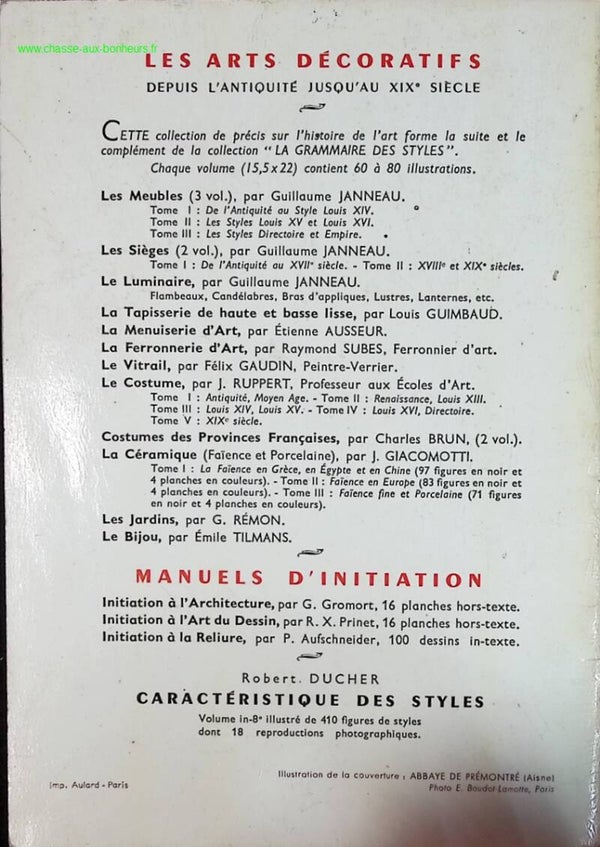 www.chasse-aux-bonheurs.fr
LES ARTS DÉCORATIFS
DEPUIS L'ANTIQUITÉ JUSQU'AU XIXe SIÈCLE
CETTE collection de précis sur l'histoire de l'art forme la suite et le
complément de la collection " LA GRAMMAIRE DES STYLES".
Chaque volume (15,5 x 22) contient 60 à 80 illustrations.
Les Meubles (3 vol.), par Guillaume JANNEAU.
Tome I : De l'Antiquité au Style Louis XIV.
Tome II : Les Styles Louis XV et Louis XVI.
Tome III : Les Styles Directoire et Empire.
Les Sièges (2 vol.), par Guillaume JANNEAU.
Tome I : De l'Antiquité au XVIIe siècle. - Tome II : XVIIIe et XIXe siècles.
Le Luminaire, par Guillaume JANNEAU.
Flambeaux, Candélabres, Bras d'appliques, Lustres, Lanternes, etc.
La Tapisserie de haute et basse lisse, par Louis GUIMBAUD.
La Menuiserie d'Art, par Étienne AUSSEUR.
La Ferronnerie d'Art, par Raymond SUBES, Ferronnier d'art.
Le Vitrail, par Félix GAUDIN, Peintre-Verrier.
Le Costume, par J. RUPPERT, Professeur aux Écoles d'Art.
Tome I : Antiquité, Moyen Age. - Tome II : Renaissance, Louis XIII.
Tome III : Louis XIV, Louis XV. - Tome IV : Louis XVI, Directoire.
Tome V : XIXe siècle.
Costumes des Provinces Françaises, par Charles BRUN, (2 vol.).
La Céramique (Faïence et Porcelaine), par J. GIACOMOTTI.
Tome I : La Faïence en Grèce, en Égypte et en Chine (97 figures en noir et
4 planches en couleurs). - Tome II : Faïence en Europe (83 figures en noir et
4 planches en couleurs). - Tome III : Faïence fine et Porcelaine (71 figures
en noir et 4 planches en couleurs).
Les Jardins, par G. RÉMON.
Le Bijou, par Émile TILMANS.
MANUELS D'INITIATION
Initiation à l'Architecture, par G. Gromort, 16 planches hors-texte.
Initiation à l'Art du Dessin, par R. X. Prinet, 16 planches hors-texte.
Initiation à la Reliure, par P. Aufschneider, 100 dessins in-texte.
Robert. DUCHER
CARACTÉRISTIQUE DES STYLES
Volume in-8° illustré de 410 figures de styles
dont 18 reproductions photographiques.
Illustration de la couverture : ABBAYE DE PRÉMONTRÉ (Aisne)
Imp. Aulard - Paris
Photo E. Boudot-Lamotte, Paris